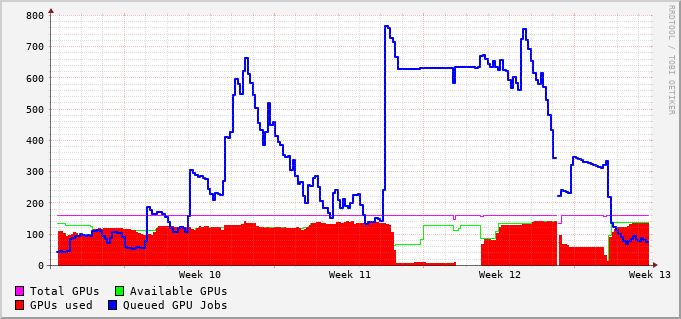 800
700
600
500
400
300
200
100
0
Week 10 Week 11 Week 12 Week 13
Total GPUs Available GPUs
GPUs used Queued GPU Jobs
RRDTOOL / TOBI OETIKER